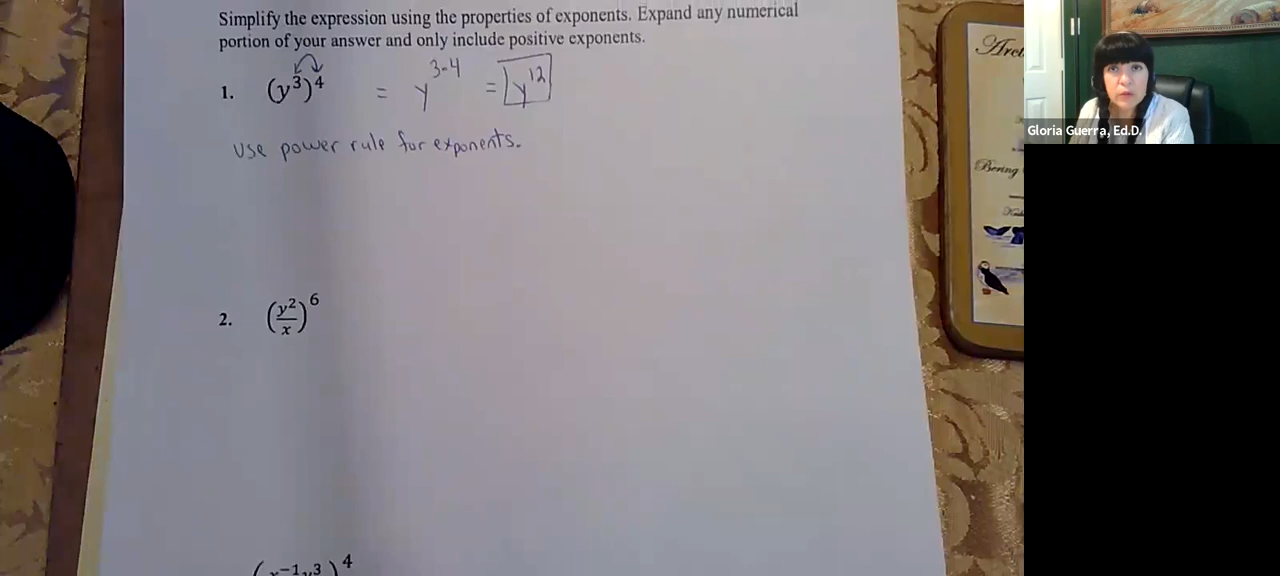 Simplify the expression using the properties of exponents. Expand any numerical
portion of your answer and only include positive exponents.
1. (y³)⁴ = y³·⁴ = y¹²
Use power rule for exponents.
2. (y²/x)⁶
(x⁻¹y³)⁴
Gloria Guerra, Ed.D.
Bering